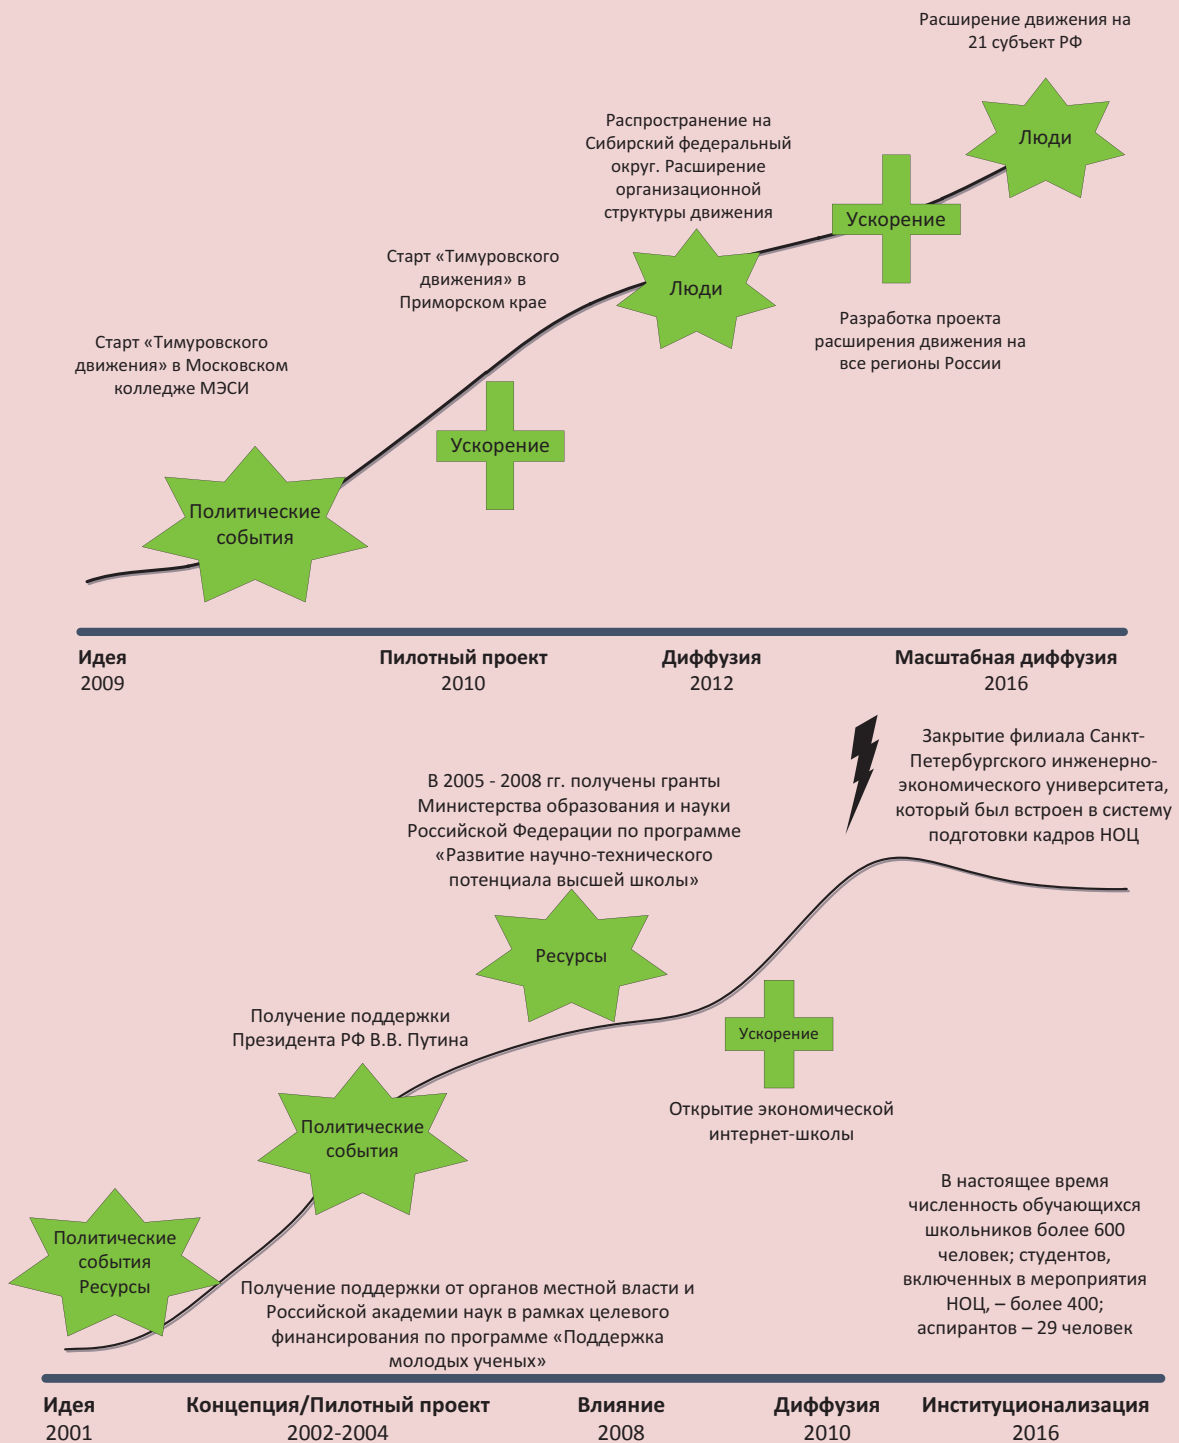 Расширение движения на
21 субъект РФ
Люди
Распространение на
Сибирский федеральный
округ. Расширение
организационной
структуры движения
Ускорение
Старт «Тимуровского
движения» в
Приморском крае
Люди
Разработка проекта
расширения движения на
все регионы России
Старт «Тимуровского
движения» в Московском
колледже МЭСИ
Ускорение
Политические
события
Идея
2009
Пилотный проект
2010
Диффузия
2012
Масштабная диффузия
2016
Закрытие филиала Санкт-
Петербургского инженерно-
экономического университета,
который был встроен в систему
подготовки кадров НОЦ
В 2005 - 2008 гг. получены гранты
Министерства образования и науки
Российской Федерации по программе
«Развитие научно-технического
потенциала высшей школы»
Ресурсы
Получение поддержки
Президента РФ В.В. Путина
Ускорение
Открытие экономической
интернет-школы
Политические
события
В настоящее время
численность обучающихся
школьников более 600
человек; студентов,
включенных в мероприятия
НОЦ, – более 400;
аспирантов – 29 человек
Политические
события
Ресурсы
Получение поддержки от органов местной власти и
Российской академии наук в рамках целевого
финансирования по программе «Поддержка
молодых ученых»
Идея
2001
Концепция/Пилотный проект
2002-2004
Влияние
2008
Диффузия
2010
Институционализация
2016